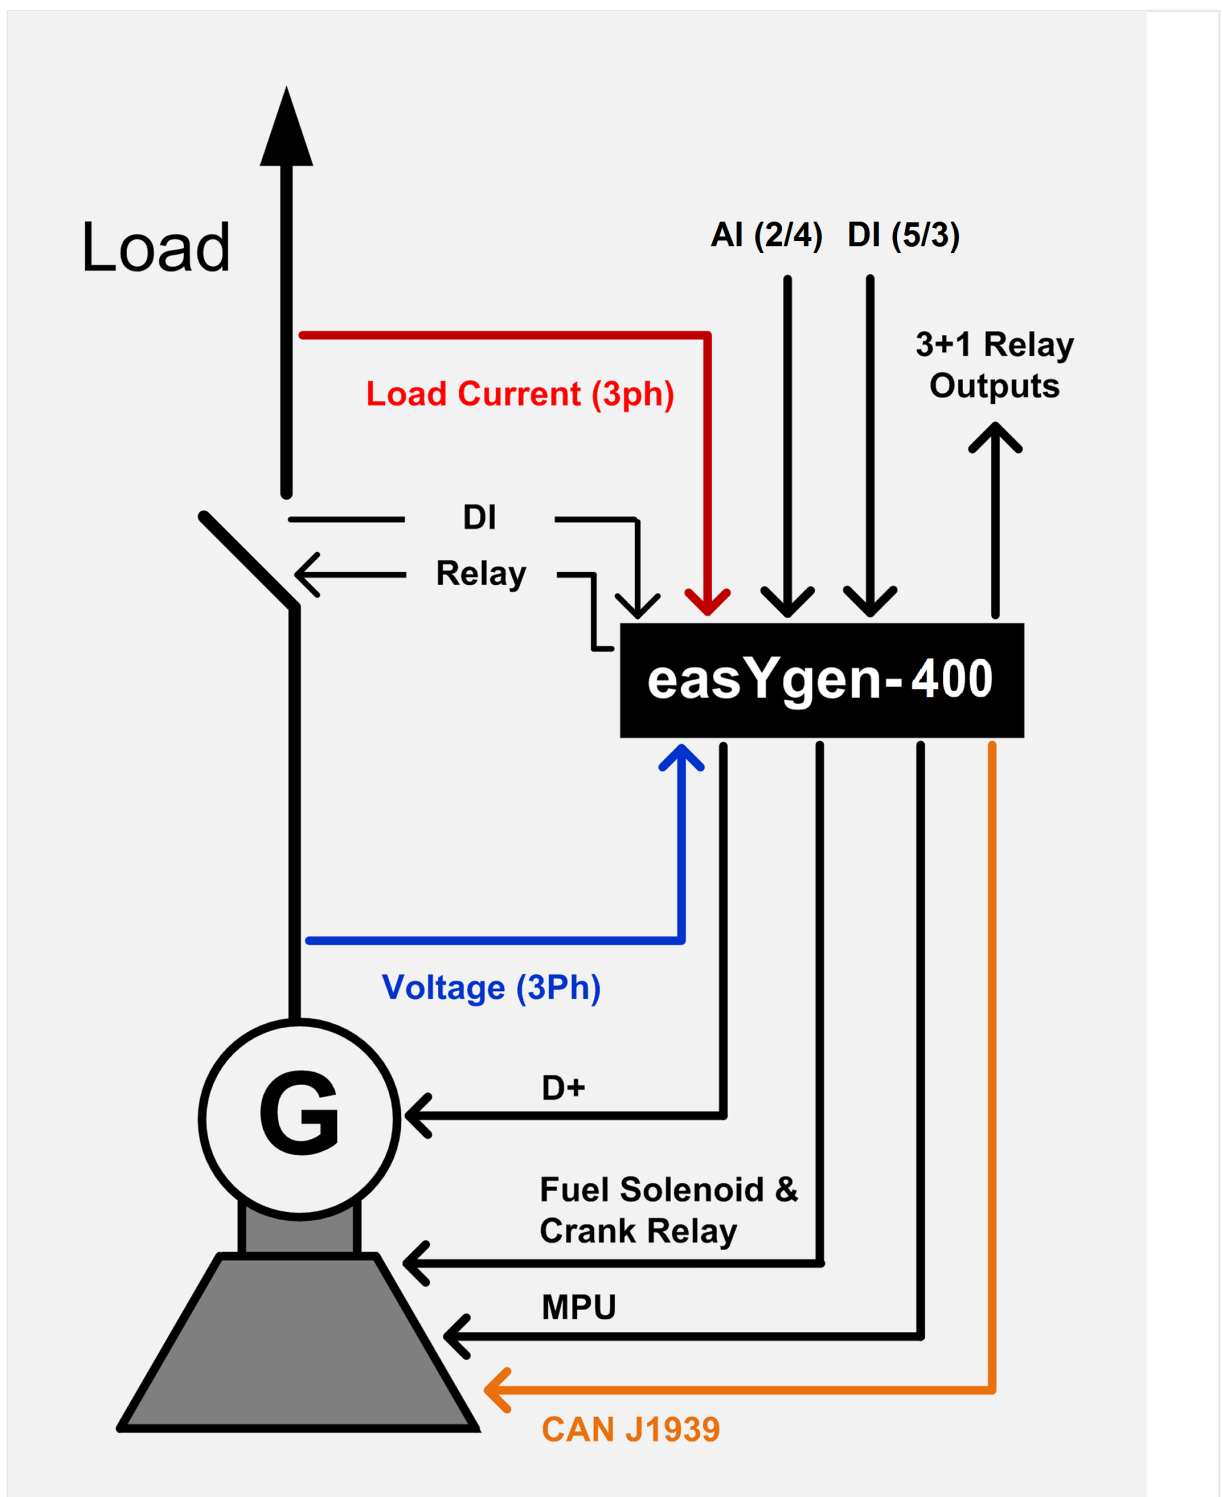 Load
AI (2/4)
DI (5/3)
3+1 Relay
Outputs
Load Current (3ph)
DI
Relay
easYgen-400
Voltage (3Ph)
G
D+
Fuel Solenoid &
Crank Relay
MPU
CAN J1939